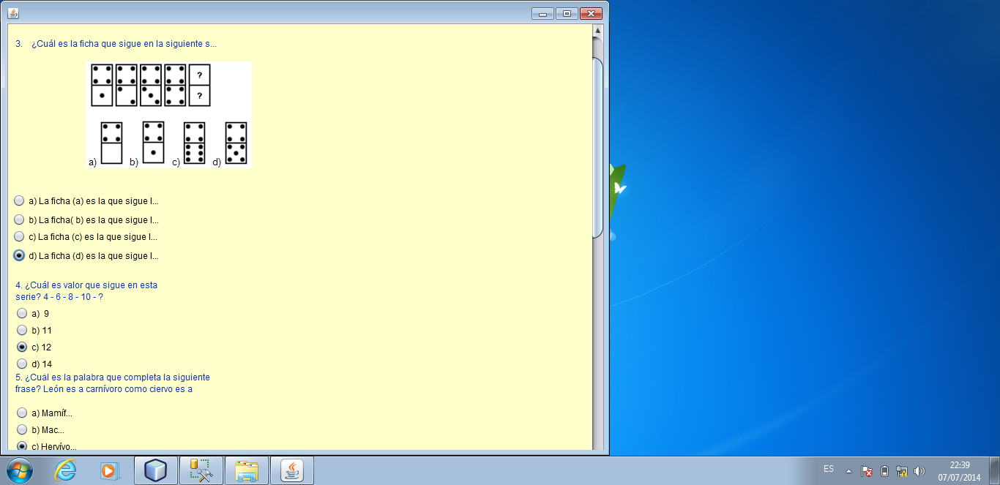 3. ¿Cuál es la ficha que sigue en la siguiente s...
?
?
a) b) c) d)
a) La ficha (a) es la que sigue l...
b) La ficha( b) es la que sigue l...
c) La ficha (c) es la que sigue l...
d) La ficha (d) es la que sigue l...
4. ¿Cuál es valor que sigue en esta
serie? 4 - 6 - 8 - 10 - ?
a) 9
b) 11
c) 12
d) 14
5. ¿Cuál es la palabra que completa la siguiente
frase? León es a carnívoro como ciervo es a
a) Mamíf...
b) Mac...
c) Hervívo...
ES
22:39
07/07/2014